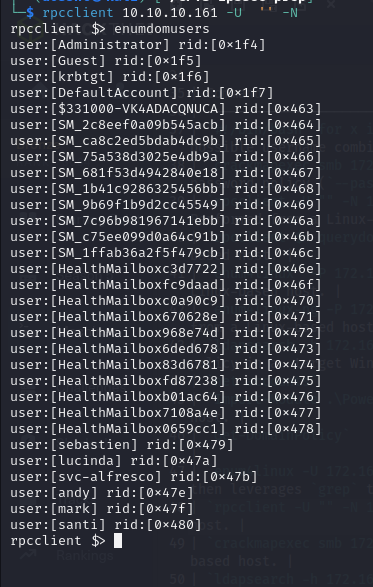 rpcclient 10.10.10.161 -U '' -N
rpcclient $> enumdomusers
user:[Administrator] rid:[0×1f4]
user:[Guest] rid:[0×1f5]
user:[krbtgt] rid:[0×1f6]
user:[DefaultAccount] rid:[0×1f7]
user:[$331000-VK4ADACQNUCA] rid:[0×463]
user:[SM_2c8eef0a09b545acb] rid:[0×464]
user:[SM_ca8c2ed5bdab4dc9b] rid:[0×465]
user:[SM_75a538d3025e4db9a] rid:[0×466]
user:[SM_681f53d4942840e18] rid:[0×467]
user:[SM_1b41c9286325456bb] rid:[0×468]
user:[SM_9b69f1b9d2cc45549] rid:[0×469]
user:[SM_7c96b981967141ebb] rid:[0×46a]
user:[SM_c75ee099d0a64c91b] rid:[0×46b]
user:[SM_1ffab36a2f5f479cb] rid:[0×46c]
user:[HealthMailboxc3d7722] rid:[0×46e]
user:[HealthMailboxfc9daad] rid:[0×46f]
user:[HealthMailboxc0a90c9] rid:[0×470]
user:[HealthMailbox670628e] rid:[0×471]
user:[HealthMailbox968e74d] rid:[0×472]
user:[HealthMailbox6ded678] rid:[0×473]
user:[HealthMailbox83d6781] rid:[0×474]
user:[HealthMailboxfd87238] rid:[0×475]
user:[HealthMailboxb01ac64] rid:[0×476]
user:[HealthMailbox7108a4e] rid:[0×477]
user:[HealthMailbox0659cc1] rid:[0×478]
user:[sebastien] rid:[0×479]
user:[lucinda] rid:[0×47a]
user:[svc-alfresco] rid:[0×47b]
user:[andy] rid:[0×47e]
user:[mark] rid:[0×47f]
user:[santi] rid:[0×480]
rpcclient $>